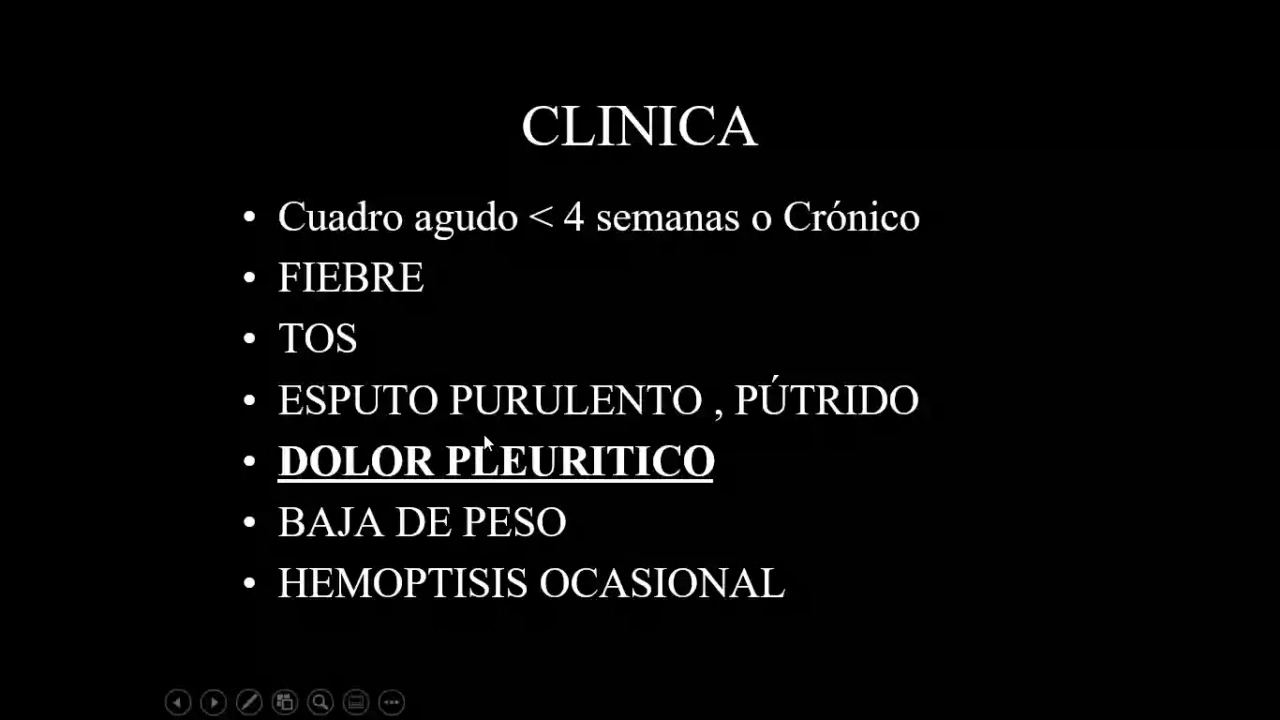 CLINICA
• Cuadro agudo < 4 semanas o Crónico
• FIEBRE
• TOS
• ESPUTO PURULENTO , PÚTRIDO
• DOLOR PLEURITICO
• BAJA DE PESO
• HEMOPTISIS OCASIONAL